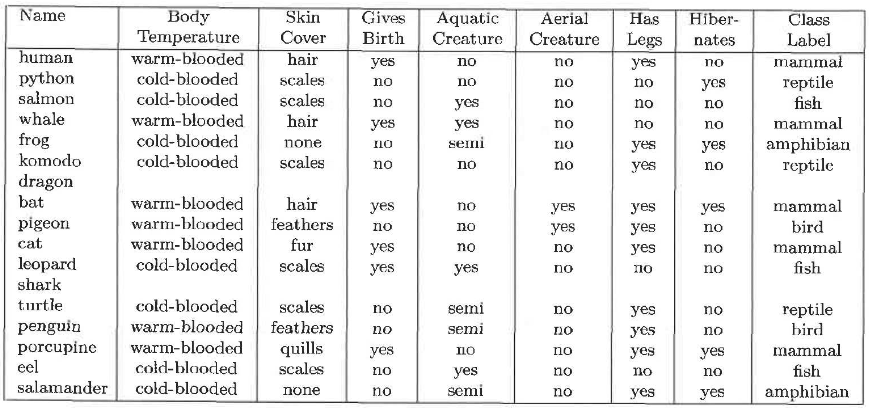 Name Body Skin Gives Aquatic Aerial Has Hiber- Class
Temperature Cover Birth Creature Creature Legs nates Label
human warm-blooded hair yes no no yes no mammal
python cold-blooded scales no no no no yes reptile
salmon cold-blooded scales no yes no no no fish
whale warm-blooded hair yes yes no no no mammal
frog cold-blooded none no semi no yes yes amphibian
komodo cold-blooded scales no no no yes no reptile
dragon
bat warm-blooded hair yes no yes yes yes mammal
pigeon warm-blooded feathers no no yes yes no bird
cat warm-blooded fur yes no no yes no mammal
leopard cold-blooded scales yes yes no no no fish
shark
turtle cold-blooded scales no semi no yes no reptile
penguin warm-blooded feathers no semi no yes no bird
porcupine warm-blooded quills yes no no yes yes mammal
eel cold-blooded scales no yes no no no fish
salamander cold-blooded none no semi no yes yes amphibian